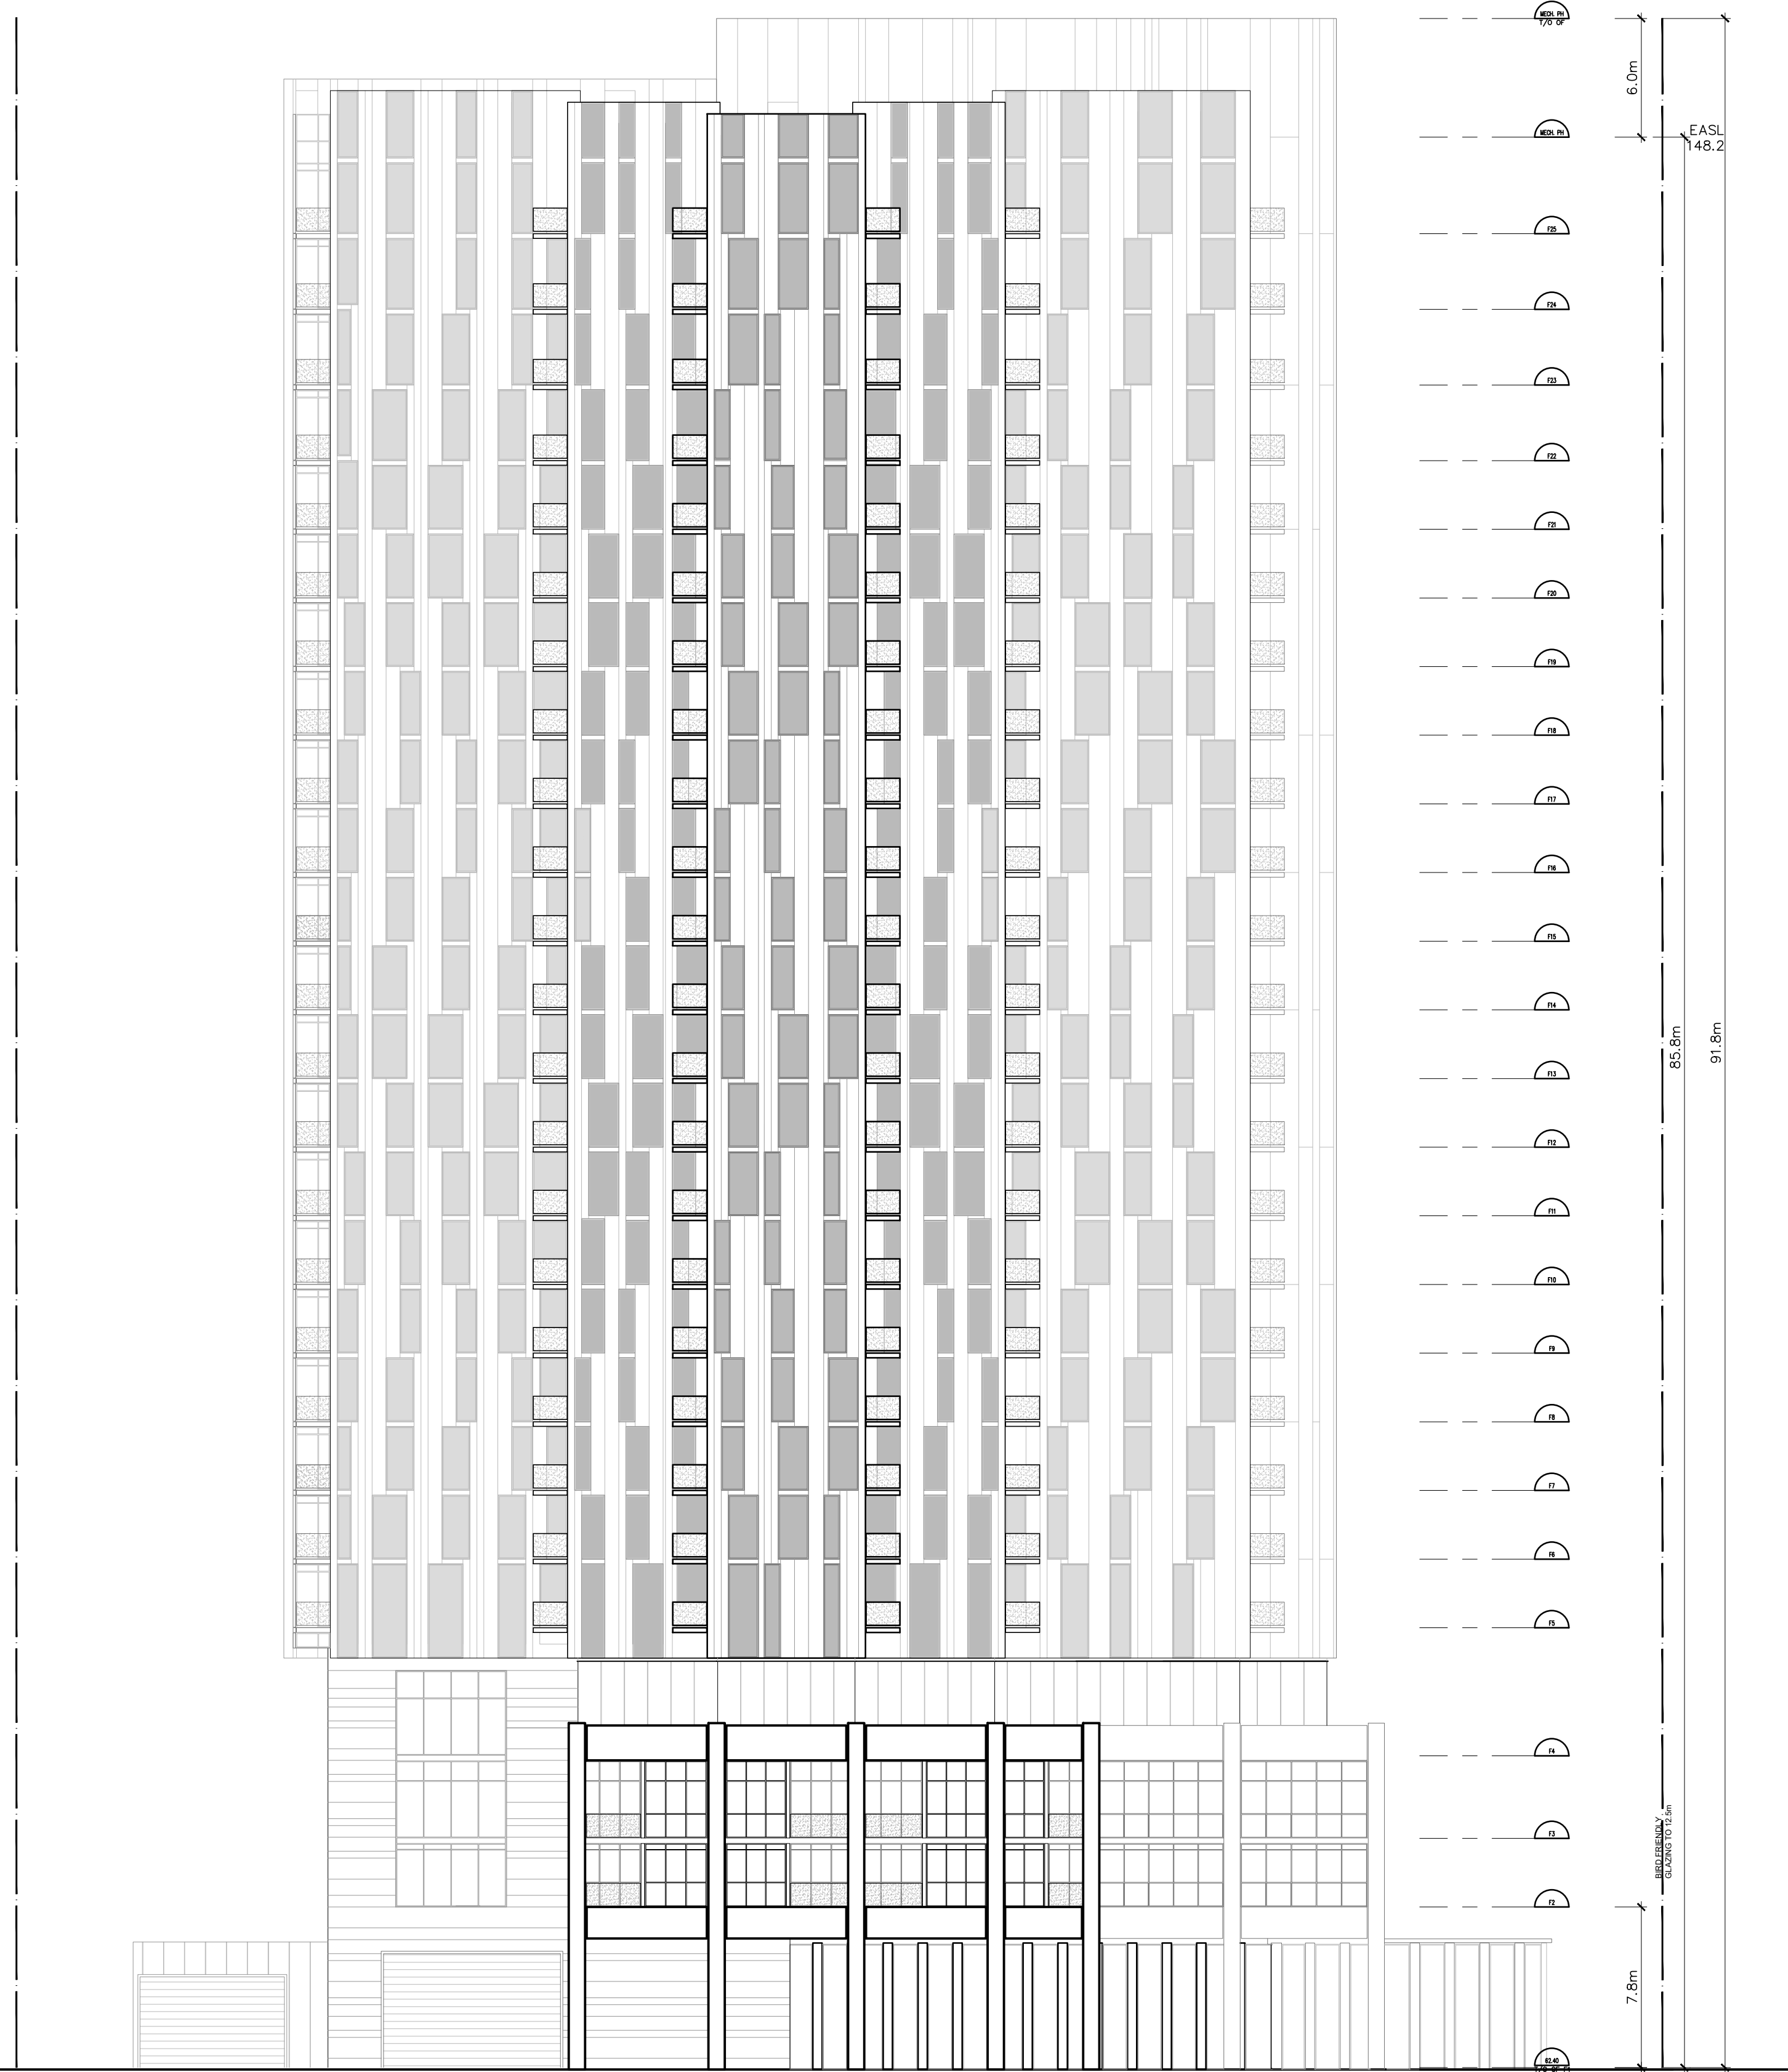 MECH. PH
T/O OF
6.0m
MECH. PH
EASL
148.2
F25
F24
F23
F22
F21
F20
F19
F18
F17
F16
F15
F14
F13
85.8m
91.8m
F12
F11
F10
F9
F8
F7
F6
F5
F4
F3
BIRD FRIENDLY
GLAZING TO 12.5m
F2
7.8m
62.40